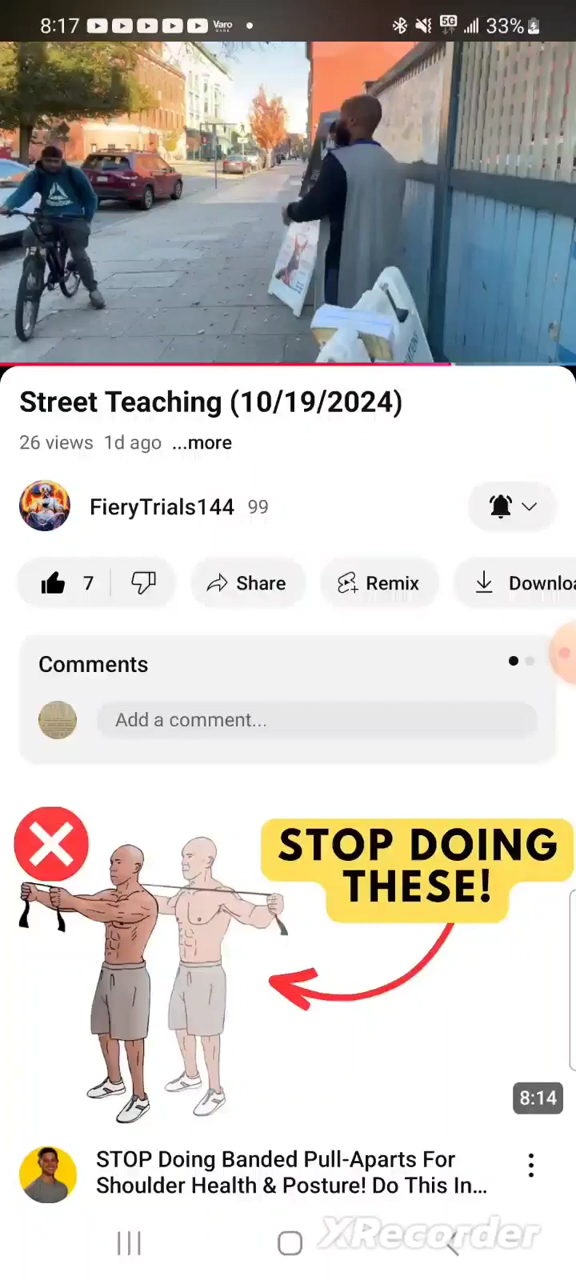 8:17 Varo 5G 33%
Street Teaching (10/19/2024)
26 views 1d ago ...more
FieryTrials144 99
7 Share Remix Downloa
Comments
Add a comment...
STOP DOING
THESE!
8:14
STOP Doing Banded Pull-Aparts For
Shoulder Health & Posture! Do This In...
XRecorder